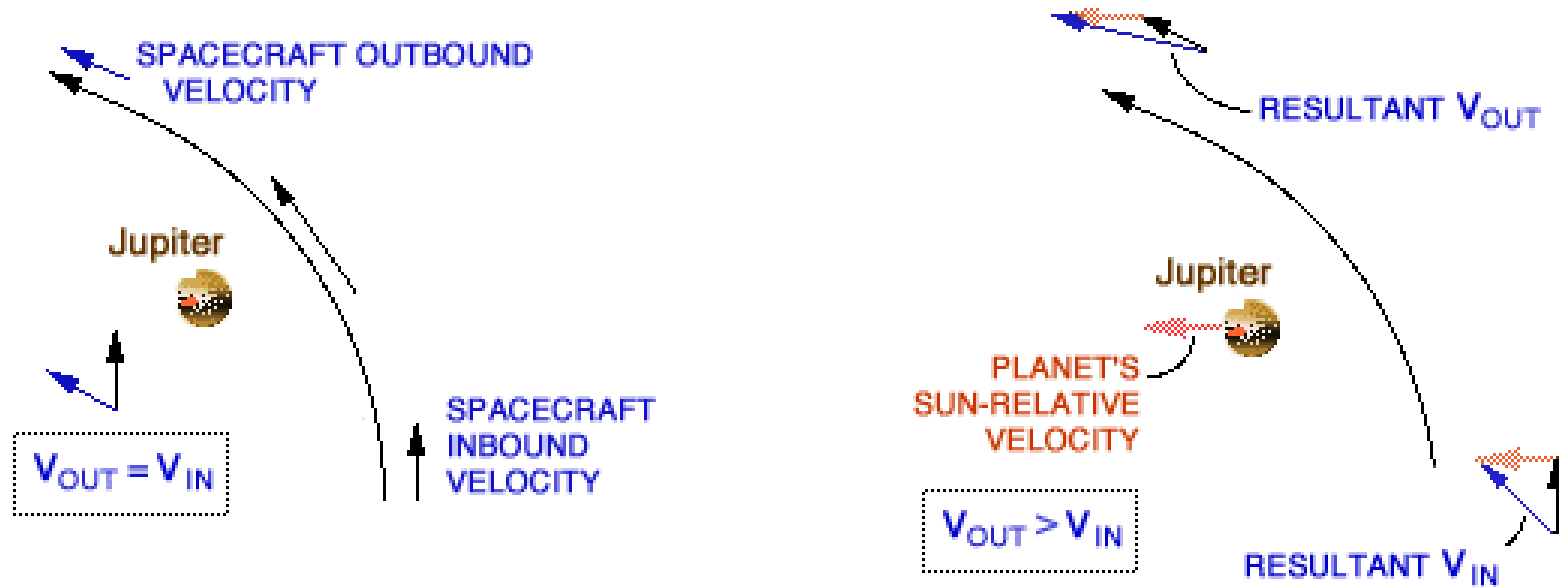 SPACECRAFT OUTBOUND
VELOCITY
Jupiter
SPACECRAFT
INBOUND
VELOCITY
VOUT = VIN
RESULTANT VOUT
Jupiter
PLANET'S
SUN-RELATIVE
VELOCITY
VOUT > VIN
RESULTANT VIN